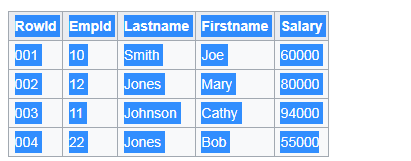 RowId EmpId Lastname Firstname Salary
001 10 Smith Joe 60000
002 12 Jones Mary 80000
003 11 Johnson Cathy 94000
004 22 Jones Bob 55000